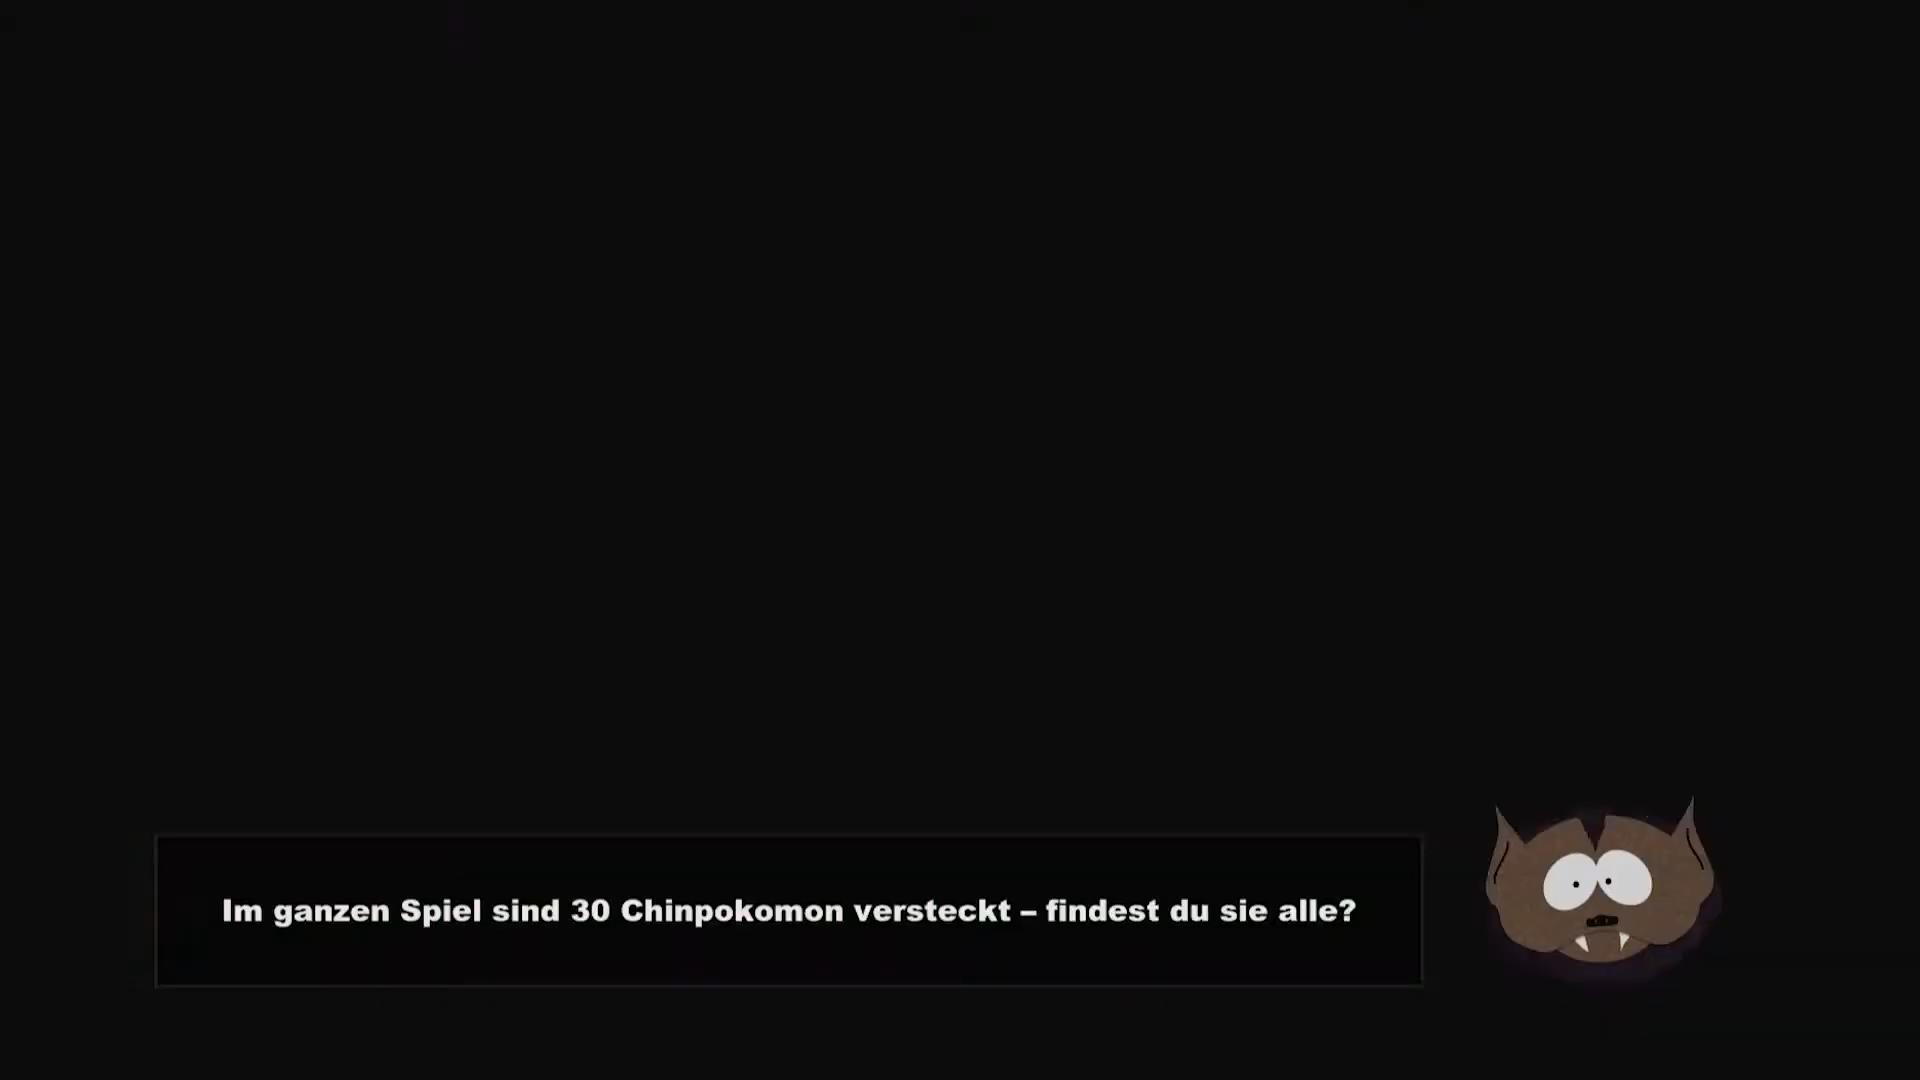 Im ganzen Spiel sind 30 Chinpokomon versteckt – findest du sie alle?